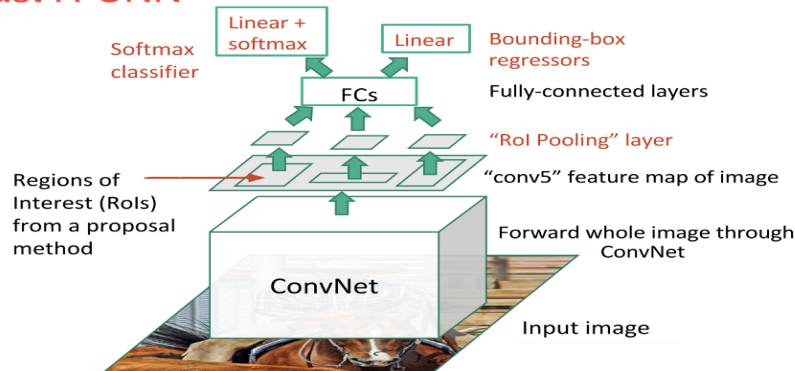 Linear +
softmax
Linear
Softmax
classifier
Bounding-box
regressors
FCs
Fully-connected layers
"RoI Pooling" layer
Regions of
Interest (RoIs)
from a proposal
method
"conv5" feature map of image
Forward whole image through
ConvNet
ConvNet
Input image